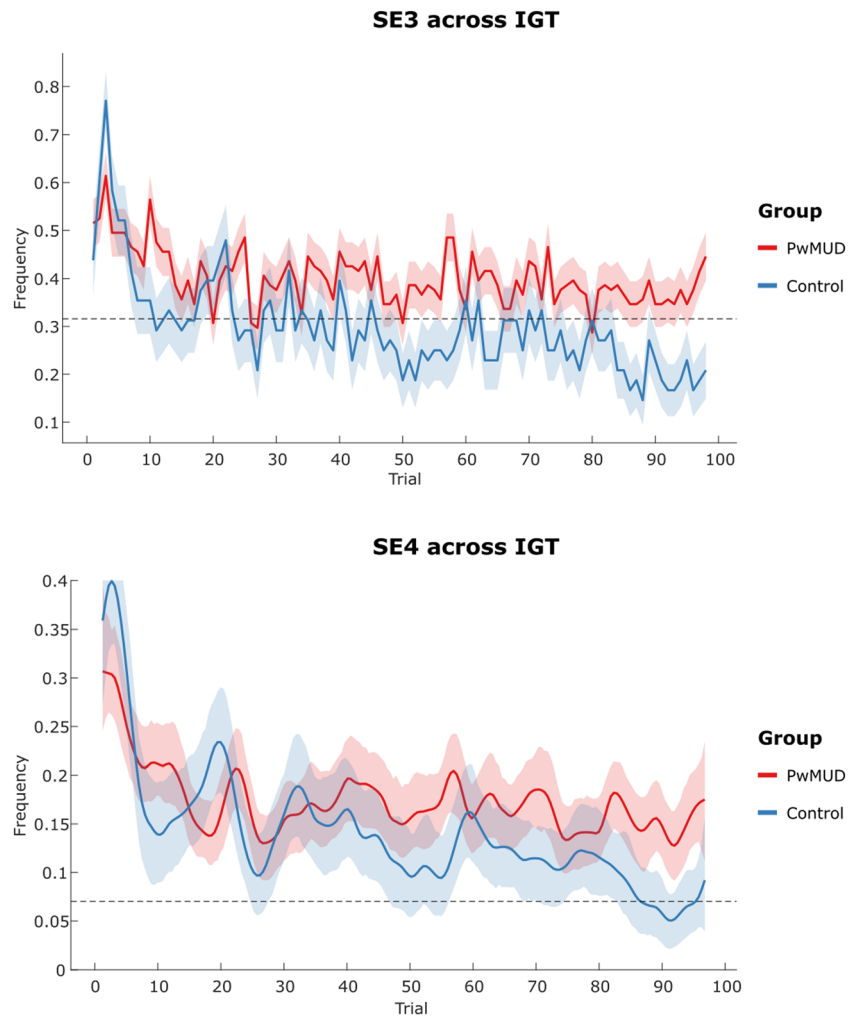 SE3 across IGT
0.8
0.7
0.6
0.5
0.4
0.3
0.2
0.1
Frequency
0 10 20 30 40 50 60 70 80 90 100
Trial
Group
PwMUD
Control
SE4 across IGT
0.4
0.35
0.3
0.25
0.2
0.15
0.1
0.05
0
Frequency
0 10 20 30 40 50 60 70 80 90 100
Trial
Group
PwMUD
Control